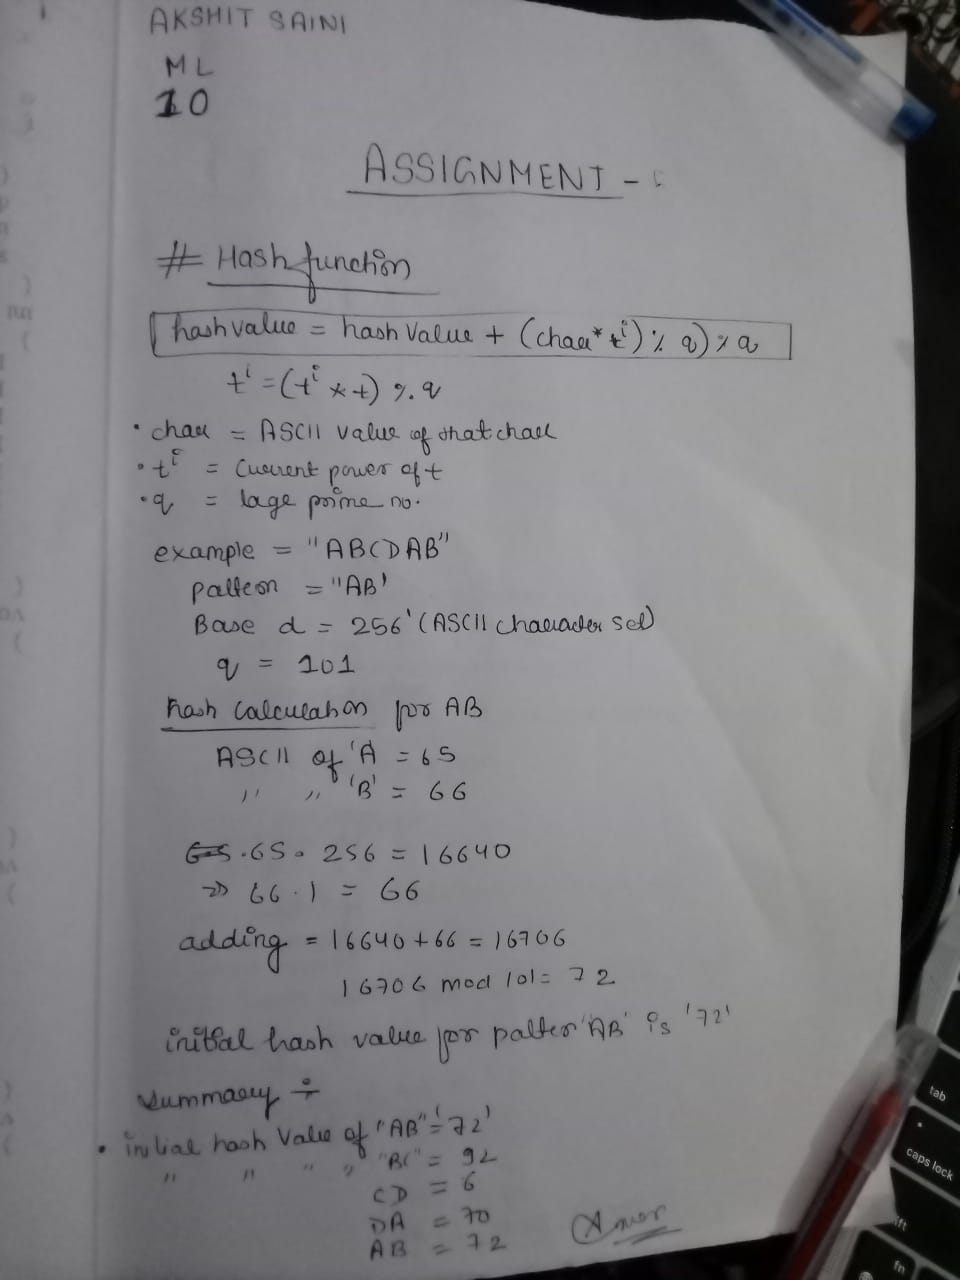 AKSHIT SAINI
ML
10
ASSIGNMENT -
# Hash function
hash value = hash Value + (char * t^i) % q) % q
t^i = (t^i * t) % q
• char = ASCII value of that char
• t^i = Current power of t
• q = lage prime no.
example = "ABCDAB"
pattern = "AB'
Base d = 256' (ASCII character set)
q = 101
hash calculation for AB
ASCII of 'A' = 65
" " 'B' = 66
65 . 256 = 16640
=> 66 . 1 = 66
adding = 16640 + 66 = 16706
16706 mod 101 = 72
initial hash value for patter 'AB' is '72'
summary ÷
• initial hash Value of "AB" = '72'
" " " " "BC" = 92
CD = 6
DA = 70
AB = 72
tab
caps lock
fn